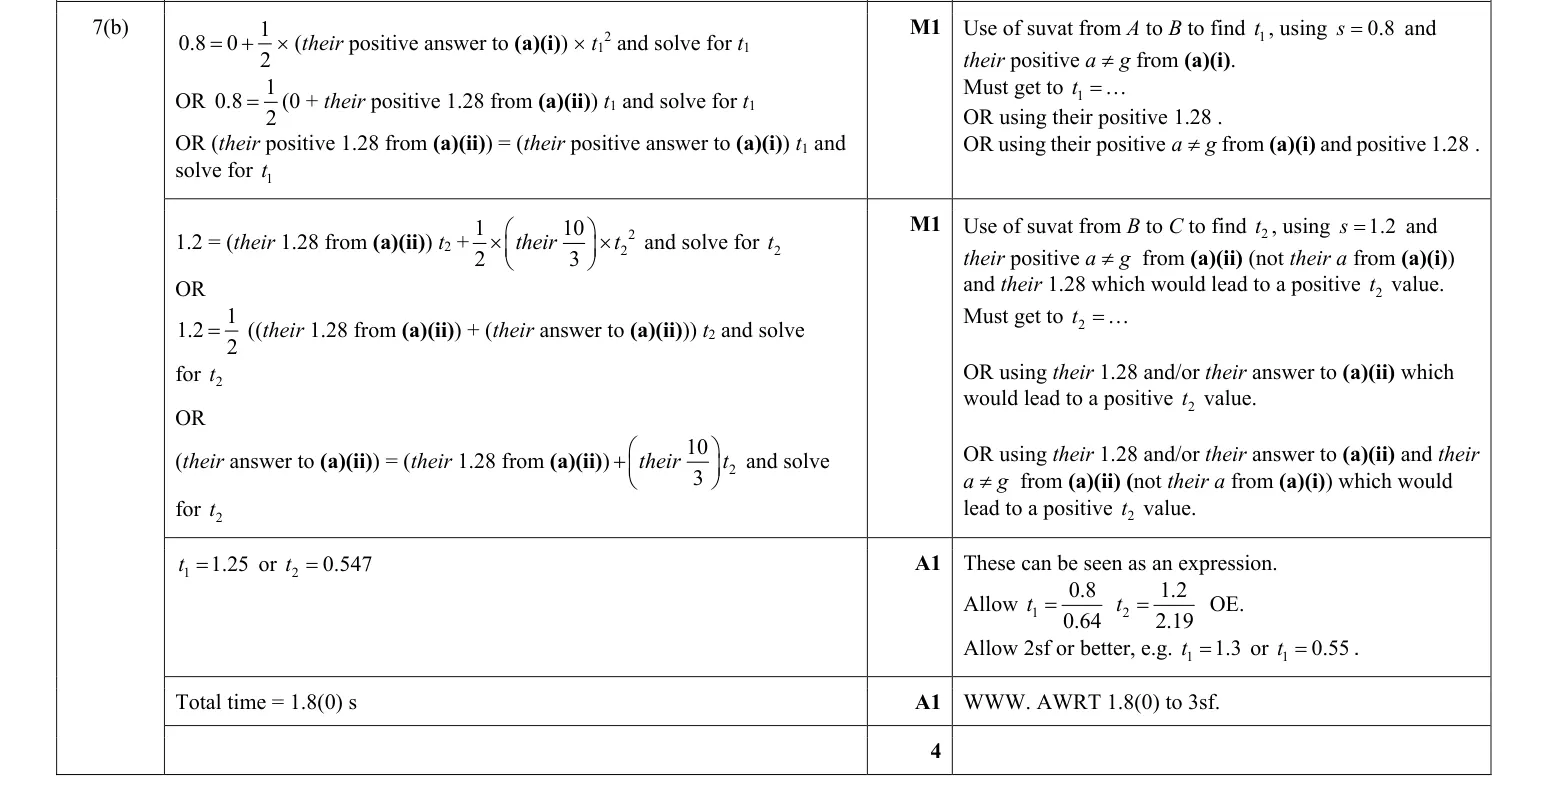 7(b)
0.8 = 0 + 1/2 × (their positive answer to (a)(i)) × t₁² and solve for t₁
OR 0.8 = 1/2 (0 + their positive 1.28 from (a)(ii)) t₁ and solve for t₁
OR (their positive 1.28 from (a)(ii)) = (their positive answer to (a)(i)) t₁ and
solve for t₁
M1
Use of suvat from A to B to find t₁, using s = 0.8 and
their positive a ≠ g from (a)(i).
Must get to t₁ = …
OR using their positive 1.28 .
OR using their positive a ≠ g from (a)(i) and positive 1.28 .
1.2 = (their 1.28 from (a)(ii)) t₂ + 1/2 × (their 10/3) × t₂² and solve for t₂
OR
1.2 = 1/2 ((their 1.28 from (a)(ii)) + (their answer to (a)(ii))) t₂ and solve
for t₂
OR
(their answer to (a)(ii)) = (their 1.28 from (a)(ii)) + (their 10/3) t₂ and solve
for t₂
M1
Use of suvat from B to C to find t₂, using s = 1.2 and
their positive a ≠ g from (a)(ii) (not their a from (a)(i))
and their 1.28 which would lead to a positive t₂ value.
Must get to t₂ = …
OR using their 1.28 and/or their answer to (a)(ii) which
would lead to a positive t₂ value.
OR using their 1.28 and/or their answer to (a)(ii) and their
a ≠ g from (a)(ii) (not their a from (a)(i)) which would
lead to a positive t₂ value.
t₁ = 1.25 or t₂ = 0.547
A1
These can be seen as an expression.
Allow t₁ = 0.8/0.64 t₂ = 1.2/2.19 OE.
Allow 2sf or better, e.g. t₁ = 1.3 or t₁ = 0.55 .
Total time = 1.8(0) s
A1
WWW. AWRT 1.8(0) to 3sf.
4